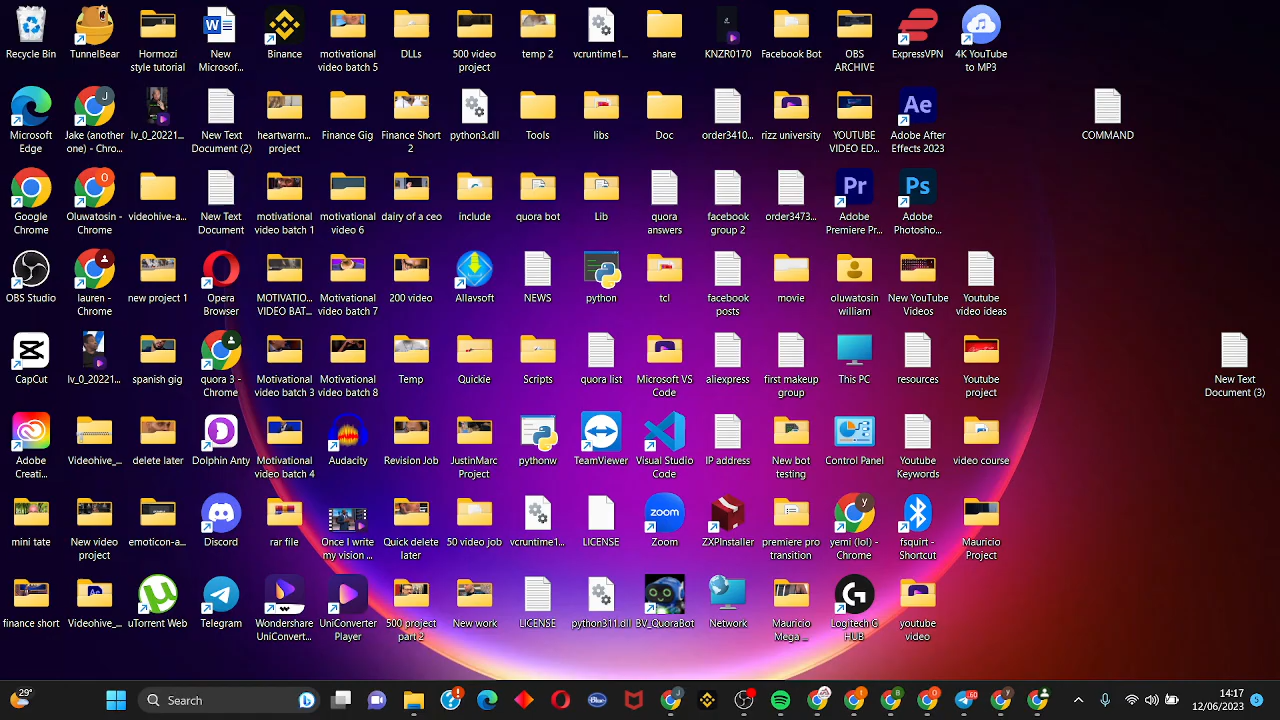 Recycle Bin
TunnelBear
Hormozi
style tutorial
New
Microsof...
Binance
motivational
video batch 5
DLLs
500 video
project
temp 2
vcruntime1...
share
KNZR0170
Facebook Bot
OBS
ARCHIVE
ExpressVPN
4K YouTube
to MP3
Microsoft
Edge
Jake (another
one) - Chro...
lv_0_20221...
New Text
Document (2)
heartwarm...
project
Finance Gig
Finance Short
2
python3.dll
Tools
libs
Doc
order3410...
rizz university
YOUTUBE
VIDEO ED...
Ae
Adobe After
Effects 2023
COMMAND
Google
Chrome
O
Oluwatosin -
Chrome
videohive-a...
New Text
Document
motivational
video batch 1
motivational
video 6
dairy of a ceo
include
quora bot
Lib
quora
answers
facebook
group 2
order3473...
Pr
Adobe
Premiere Pr...
Ps
Adobe
Photosho...
OBS Studio
lauren -
Chrome
new project 1
Opera
Browser
MOTIVATIO...
VIDEO BAT...
Motivational
video batch 7
200 video
Allavsoft
NEWS
python
tcl
facebook
posts
movie
oluwatosin
william
New YouTube
Videos
Youtube
video ideas
Capcut
lv_0_20221...
spanish gig
quora 3 -
Chrome
Motivational
video batch 3
Motivational
video batch 8
Temp
Quickie
Scripts
quora list
Microsoft VS
Code
aliexpress
first makeup
group
This PC
resources
Youtube
project
New Text
Document (3)
Creative
Creati...
Videohive_...
delete later
Dolphin Anty
Motivational
video batch 4
Audacity
Revision Job
JustinMarc
Project
pythonw
TeamViewer
Visual Studio
Code
IP address
New bot
testing
Control Panel
Youtube
Keywords
video course
mini tate
New video
project
emoticon-a...
Discord
rar file
Once I write
my vision ...
Quick delete
later
50 video job
vcruntime1...
LICENSE
zoom
Zoom
ZXPInstaller
premiere pro
transition
yemi (lol) -
Chrome
fsquirt -
Shortcut
Mauricio
Project
finance short
Videohive_...
uTorrent Web
Telegram
Wondershare
UniConvert...
UniConverter
Player
500 project
part 2
New work
LICENSE
python311.dll
BV_QuoraBot
Network
Mauricio
Mega ...
Logitech G
HUB
youtube
video
29°
Search
14:17
12/06/2023